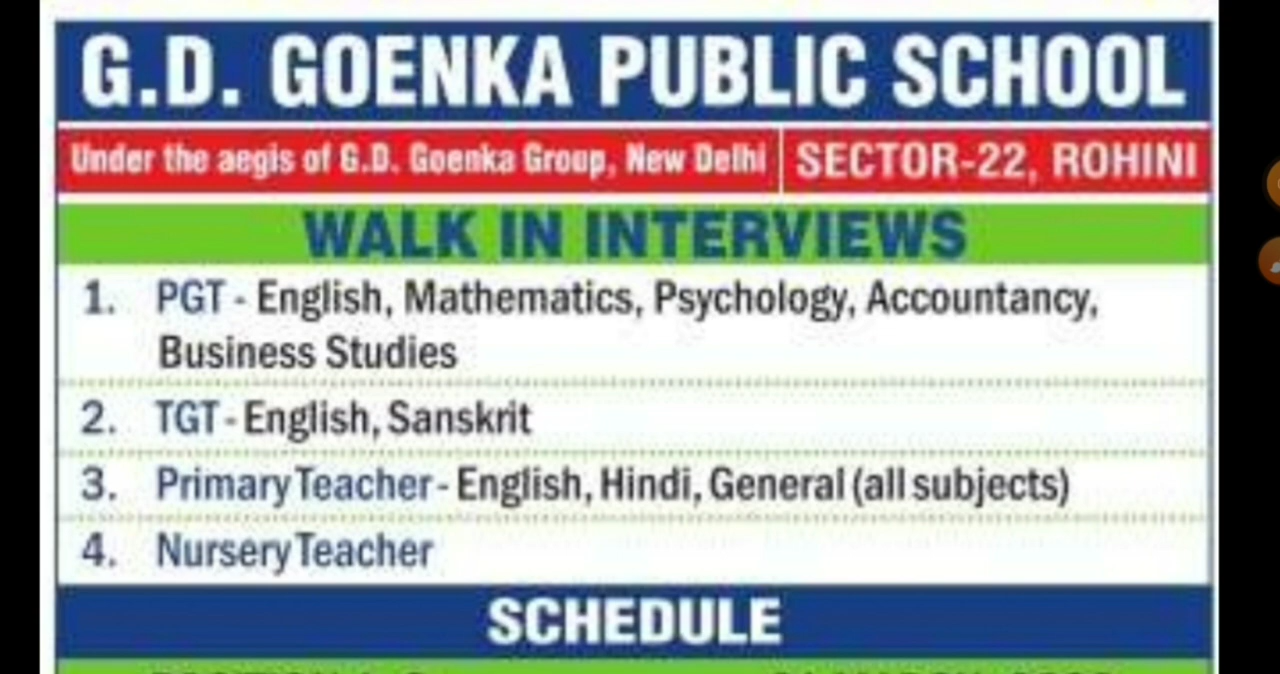 G.D. GOENKA PUBLIC SCHOOL
Under the aegis of G.D. Goenka Group, New Delhi SECTOR-22, ROHINI
WALK IN INTERVIEWS
1. PGT - English, Mathematics, Psychology, Accountancy,
Business Studies
2. TGT - English, Sanskrit
3. Primary Teacher - English, Hindi, General (all subjects)
4. Nursery Teacher
SCHEDULE